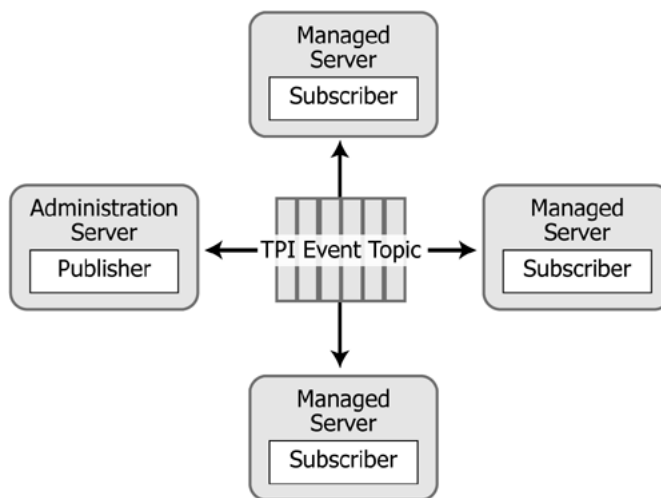 Managed
Server
Subscriber
Administration
Server
Publisher
TPI Event Topic
Managed
Server
Subscriber
Managed
Server
Subscriber